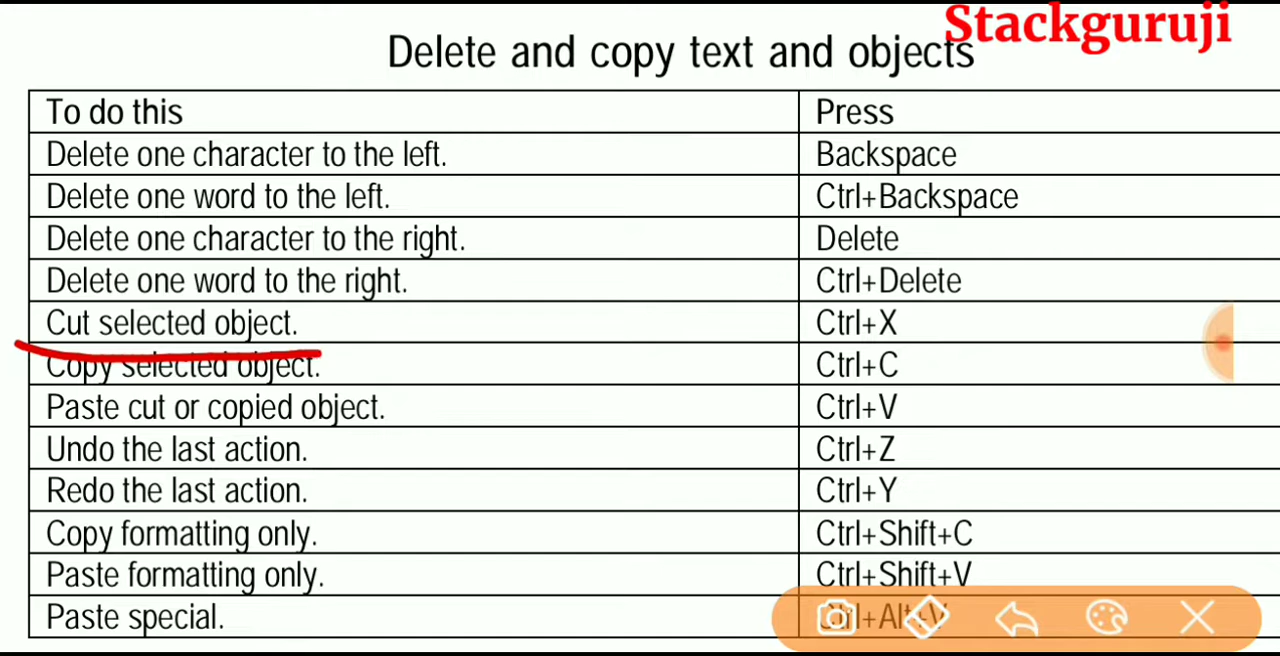 Stackguruji
Delete and copy text and objects
To do this Press
Delete one character to the left. Backspace
Delete one word to the left. Ctrl+Backspace
Delete one character to the right. Delete
Delete one word to the right. Ctrl+Delete
Cut selected object. Ctrl+X
Copy selected object. Ctrl+C
Paste cut or copied object. Ctrl+V
Undo the last action. Ctrl+Z
Redo the last action. Ctrl+Y
Copy formatting only. Ctrl+Shift+C
Paste formatting only. Ctrl+Shift+V
Paste special. Ctrl+Alt+V